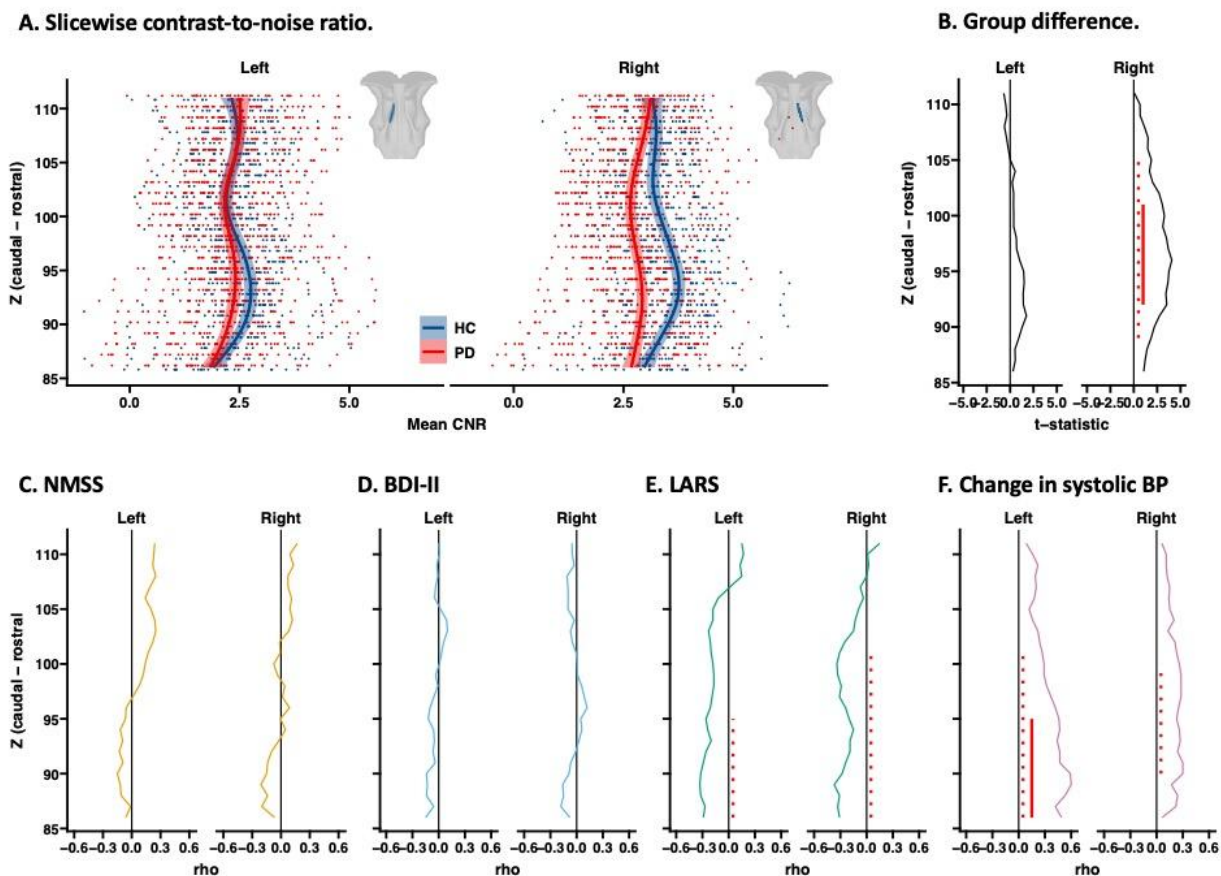 A. Slicewise contrast-to-noise ratio.
B. Group difference.
Left
Right
Left
Right
Z (caudal – rostral)
110
105
100
95
90
85
HC
PD
0.0 2.5 5.0
0.0 2.5 5.0
Mean CNR
Z (caudal – rostral)
110
105
100
95
90
85
−5.0−2.50.0 2.5 5.0
−5.0−2.50.0 2.5 5.0
t−statistic
C. NMSS
D. BDI-II
E. LARS
F. Change in systolic BP
Left
Right
Left
Right
Left
Right
Left
Right
Z (caudal – rostral)
110
105
100
95
90
85
−0.6−0.3 0.0 0.3 0.6
−0.6−0.3 0.0 0.3 0.6
−0.6−0.3 0.0 0.3 0.6
−0.6−0.3 0.0 0.3 0.6
−0.6−0.3 0.0 0.3 0.6
−0.6−0.3 0.0 0.3 0.6
−0.6−0.3 0.0 0.3 0.6
−0.6−0.3 0.0 0.3 0.6
rho
rho
rho
rho